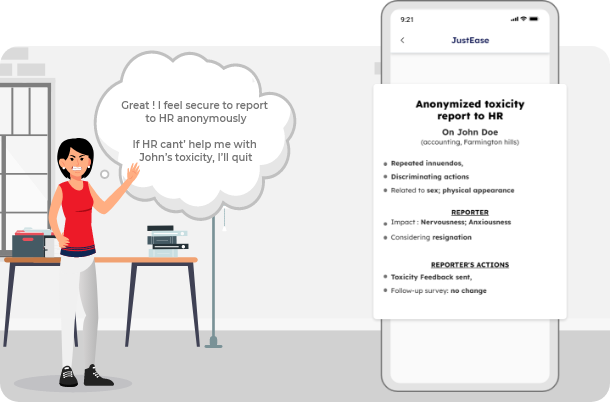 Great ! I feel secure to report
to HR anonymously
If HR cant' help me with
John's toxicity, I'll quit
9:21
JustEase
Anonymized toxicity
report to HR
On John Doe
(accounting, Farmington hills)
Repeated innuendos,
Discriminating actions
Related to sex; physical appearance
REPORTER
Impact : Nervousness; Anxiousness
Considering resignation
REPORTER'S ACTIONS
Toxicity Feedback sent,
Follow-up survey: no change